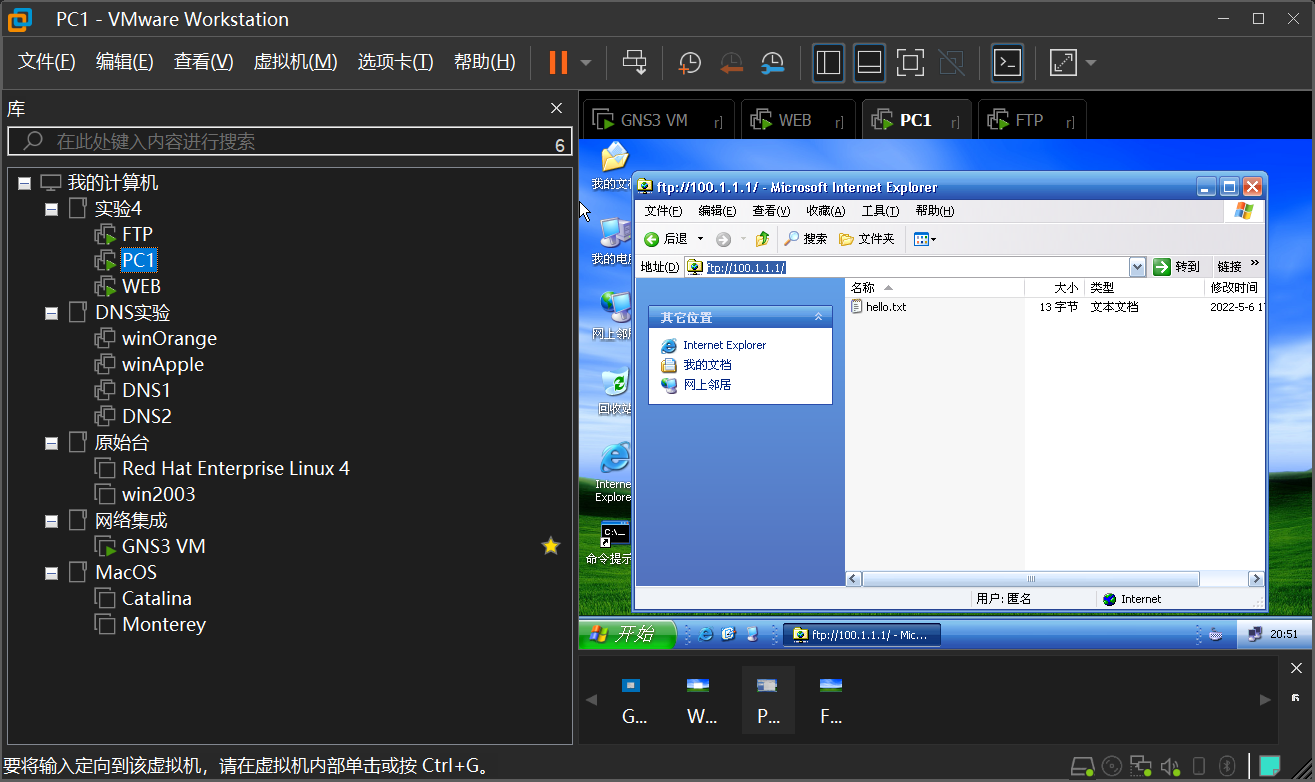 PC1 - VMware Workstation
文件(F) 编辑(E) 查看(V) 虚拟机(M) 选项卡(T) 帮助(H)
库
在此处键入内容进行搜索
6
我的计算机
实验4
FTP
PC1
WEB
DNS实验
winOrange
winApple
DNS1
DNS2
原始台
Red Hat Enterprise Linux 4
win2003
网络集成
GNS3 VM
MacOS
Catalina
Monterey
GNS3 VM WEB PC1 FTP
我的文
我的电
网上邻
回收站
Interne
Explore
C:\_
命令提示
ftp://100.1.1.1/ - Microsoft Internet Explorer
文件(F) 编辑(E) 查看(V) 收藏(A) 工具(T) 帮助(H)
后退 搜索 文件夹
地址(D) ftp://100.1.1.1/ 转到 链接 »
其它位置
Internet Explorer
我的文档
网上邻居
名称 大小 类型 修改时间
hello.txt 13 字节 文本文档 2022-5-6 1
用户: 匿名 Internet
开始 ftp://100.1.1.1/ - Mic... 20:51
G... W... P... F...
要将输入定向到该虚拟机，请在虚拟机内部单击或按 Ctrl+G。